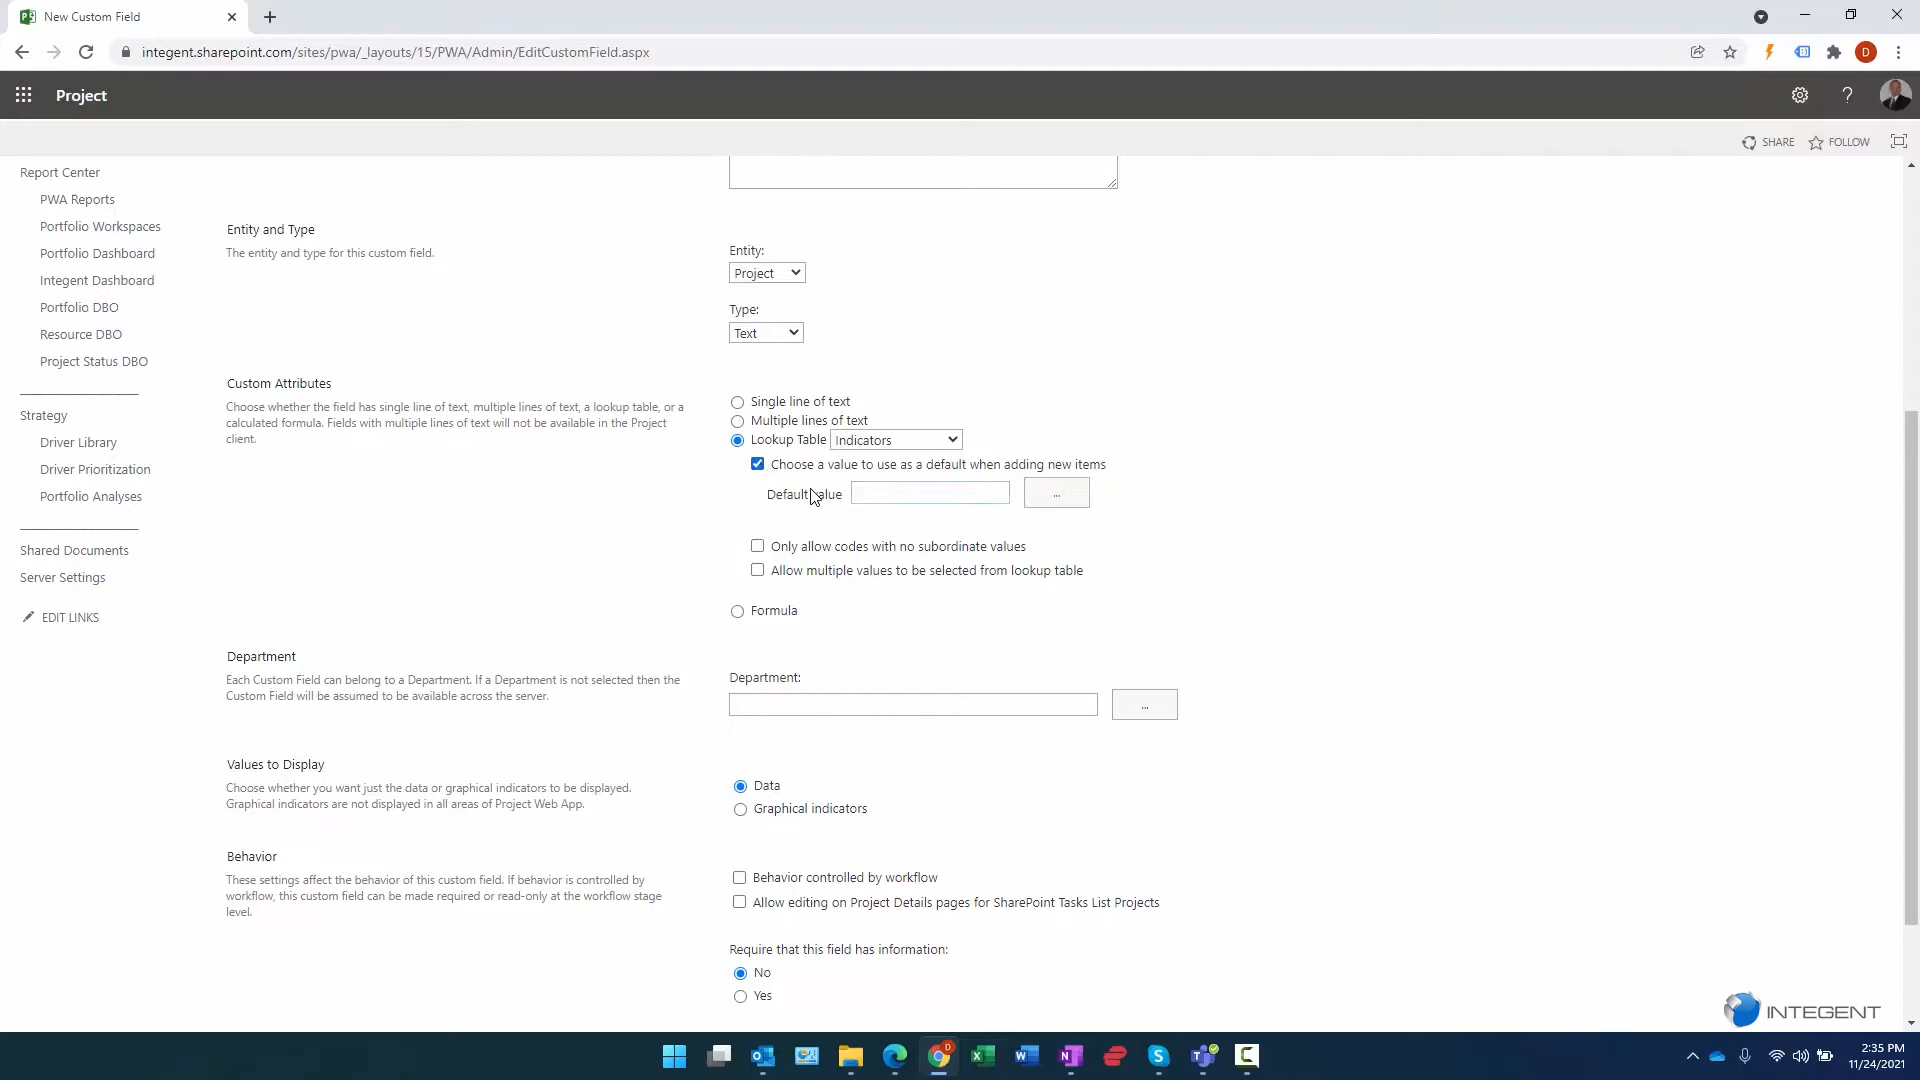 New Custom Field
integent.sharepoint.com/sites/pwa/_layouts/15/PWA/Admin/EditCustomField.aspx
D
Project
SHARE
FOLLOW
Report Center
PWA Reports
Portfolio Workspaces
Portfolio Dashboard
Integent Dashboard
Portfolio DBO
Resource DBO
Project Status DBO
Strategy
Driver Library
Driver Prioritization
Portfolio Analyses
Shared Documents
Server Settings
EDIT LINKS
Entity and Type
The entity and type for this custom field.
Entity:
Project
Type:
Text
Custom Attributes
Choose whether the field has single line of text, multiple lines of text, a lookup table, or a
calculated formula. Fields with multiple lines of text will not be available in the Project
client.
Single line of text
Multiple lines of text
Lookup Table Indicators
Choose a value to use as a default when adding new items
Default Value
...
Only allow codes with no subordinate values
Allow multiple values to be selected from lookup table
Formula
Department
Each Custom Field can belong to a Department. If a Department is not selected then the
Custom Field will be assumed to be available across the server.
Department:
...
Values to Display
Choose whether you want just the data or graphical indicators to be displayed.
Graphical indicators are not displayed in all areas of Project Web App.
Data
Graphical indicators
Behavior
These settings affect the behavior of this custom field. If behavior is controlled by
workflow, this custom field can be made required or read-only at the workflow stage
level.
Behavior controlled by workflow
Allow editing on Project Details pages for SharePoint Tasks List Projects
Require that this field has information:
No
Yes
INTEGENT
2:35 PM
11/24/2021